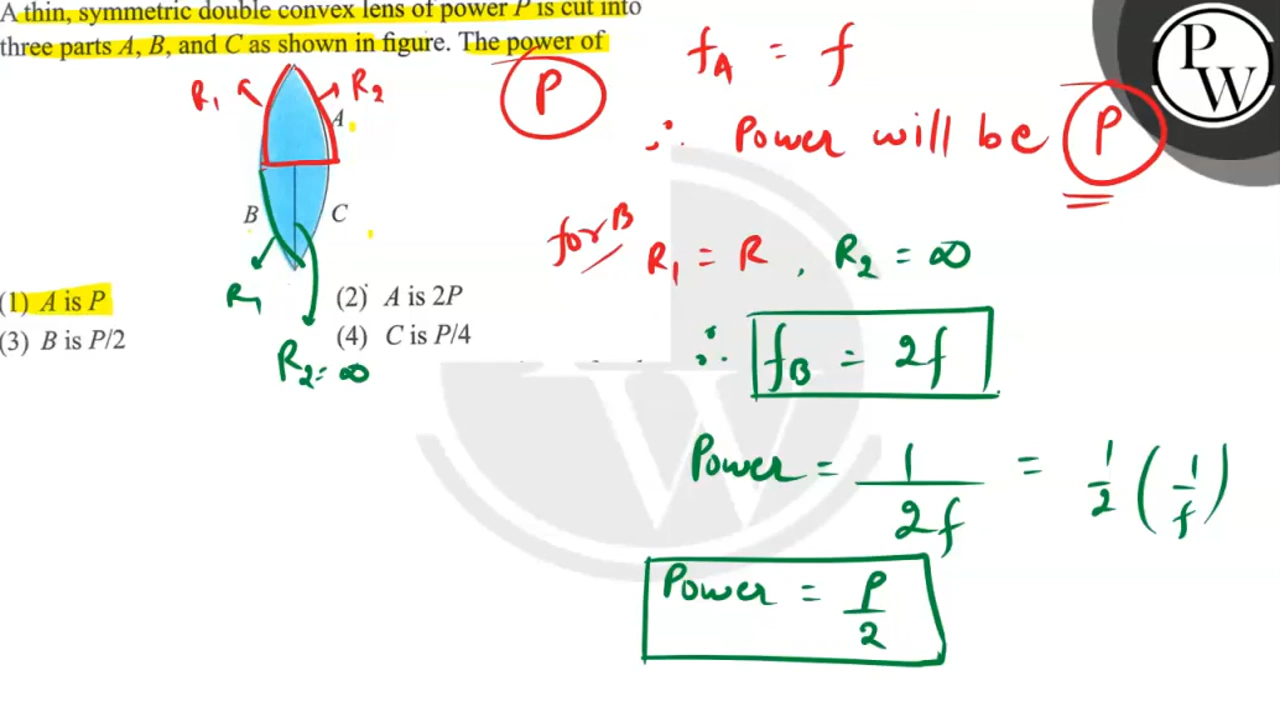 A thin, symmetric double convex lens of power P is cut into
three parts A, B, and C as shown in figure. The power of
R₁
R₂
A
B
C
R₁
R₂=∞
(1) A is P
(2) A is 2P
(3) B is P/2
(4) C is P/4
P
f_A = f
∴ Power will be P
for B
R₁ = R , R₂ = ∞
∴ f_B = 2f
Power = 1/2f = 1/2 (1/f)
Power = P/2
P
W
W